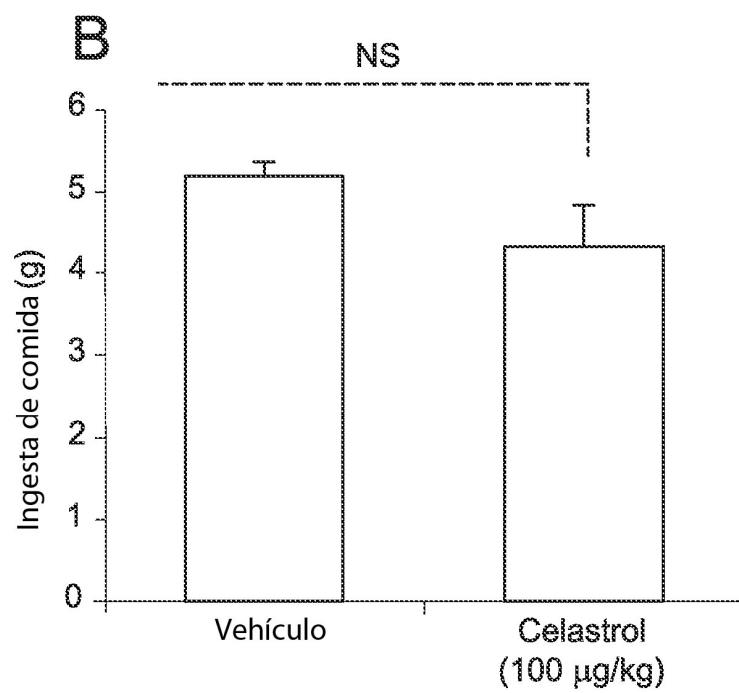 B
NS
6
5
4
3
2
1
0
Ingesta de comida (g)
Vehículo
Celastrol
(100 µg/kg)